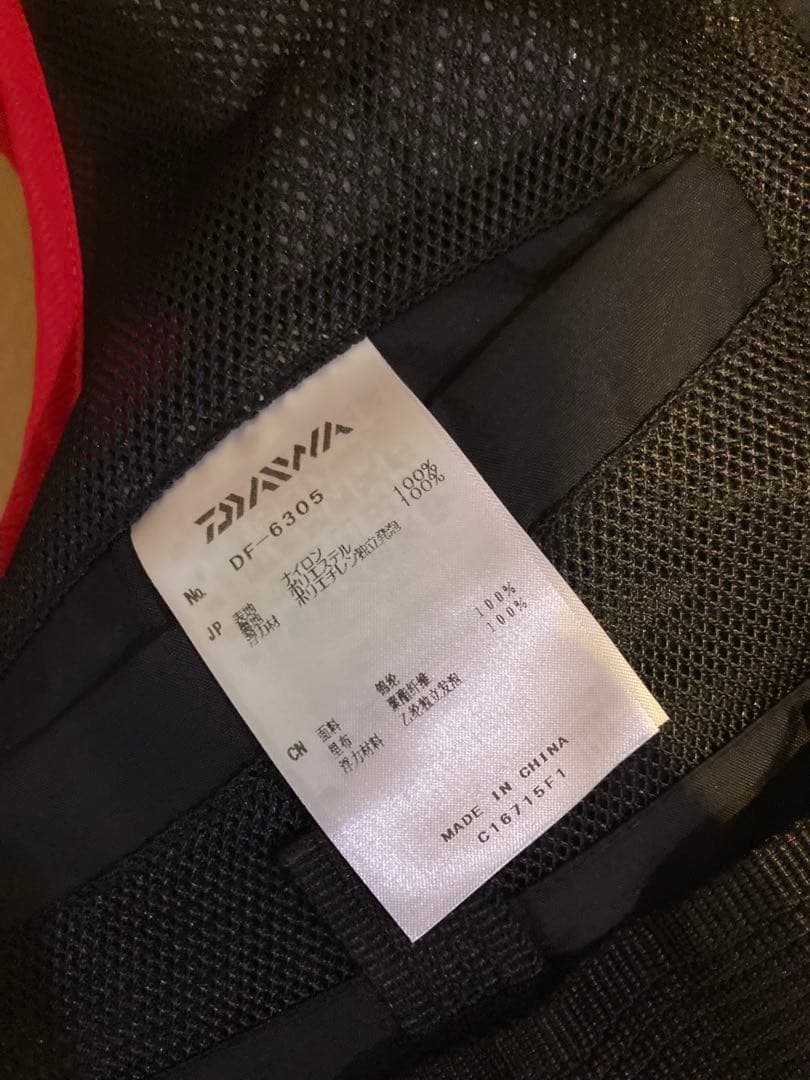 DAIWA
No. DF-6305
JP 表地 ナイロン 100%
裏地 ポリエステル 100%
浮力材 ポリエチレン独立発泡
CN 面料 锦纶 100%
里布 聚酯纤维 100%
浮力材料 乙烯独立发泡
MADE IN CHINA
C16715F1